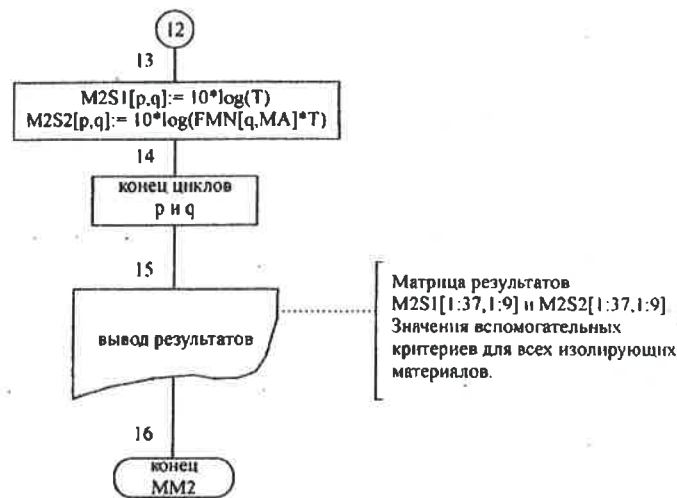 12
13
M2S1[p,q]:= 10*log(T)
M2S2[p,q]:= 10*log(FMN[q,MA]*T)
14
конец циклов
p и q
15
вывод результатов
Матрица результатов
M2S1[1:37,1:9] и M2S2[1:37,1:9]
Значения вспомогательных
критериев для всех изолирующих
материалов.
16
конец
MM2